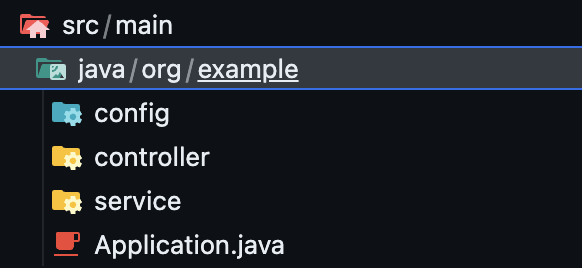 src/main
java/org/example
config
controller
service
Application.java